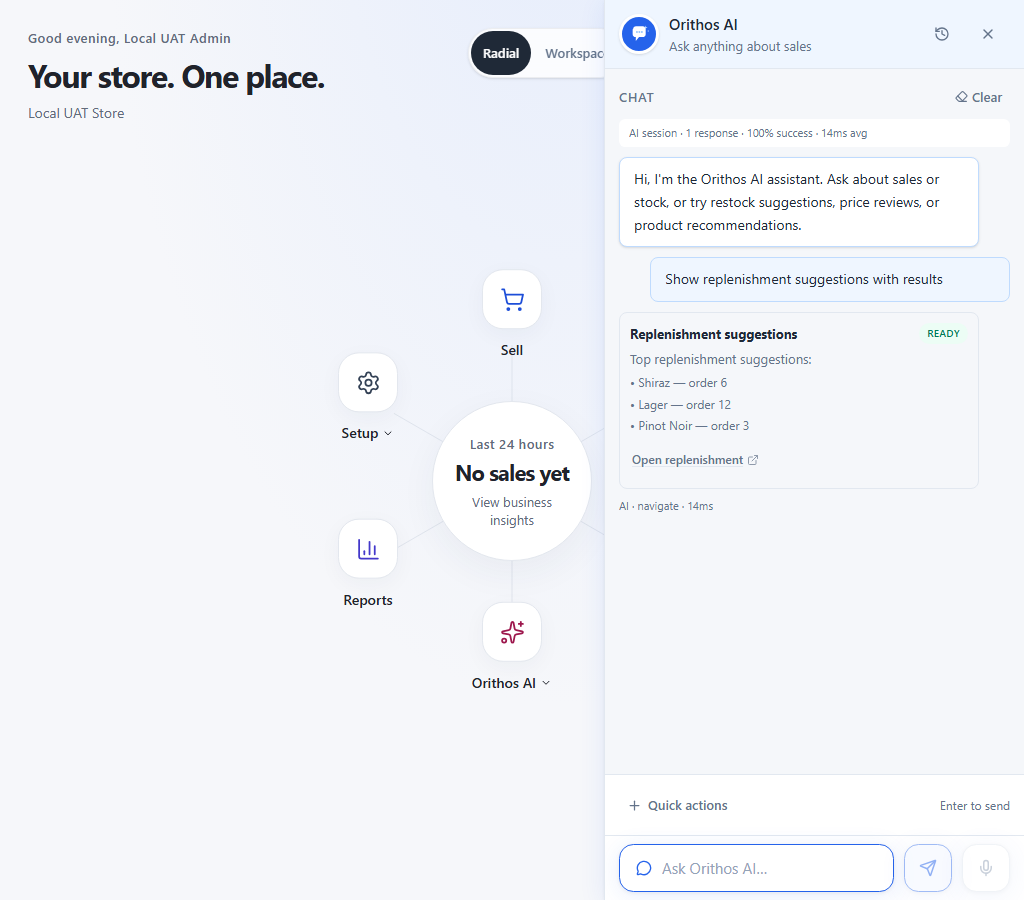 Good evening, Local UAT Admin
Your store. One place.
Local UAT Store
Radial
Workspac
Sell
Setup
Last 24 hours
No sales yet
View business
insights
Reports
Orithos AI
Orithos AI
Ask anything about sales
CHAT
Clear
AI session · 1 response · 100% success · 14ms avg
Hi, I'm the Orithos AI assistant. Ask about sales or
stock, or try restock suggestions, price reviews, or
product recommendations.
Show replenishment suggestions with results
Replenishment suggestions
READY
Top replenishment suggestions:
• Shiraz — order 6
• Lager — order 12
• Pinot Noir — order 3
Open replenishment
AI · navigate · 14ms
Quick actions
Enter to send
Ask Orithos AI...